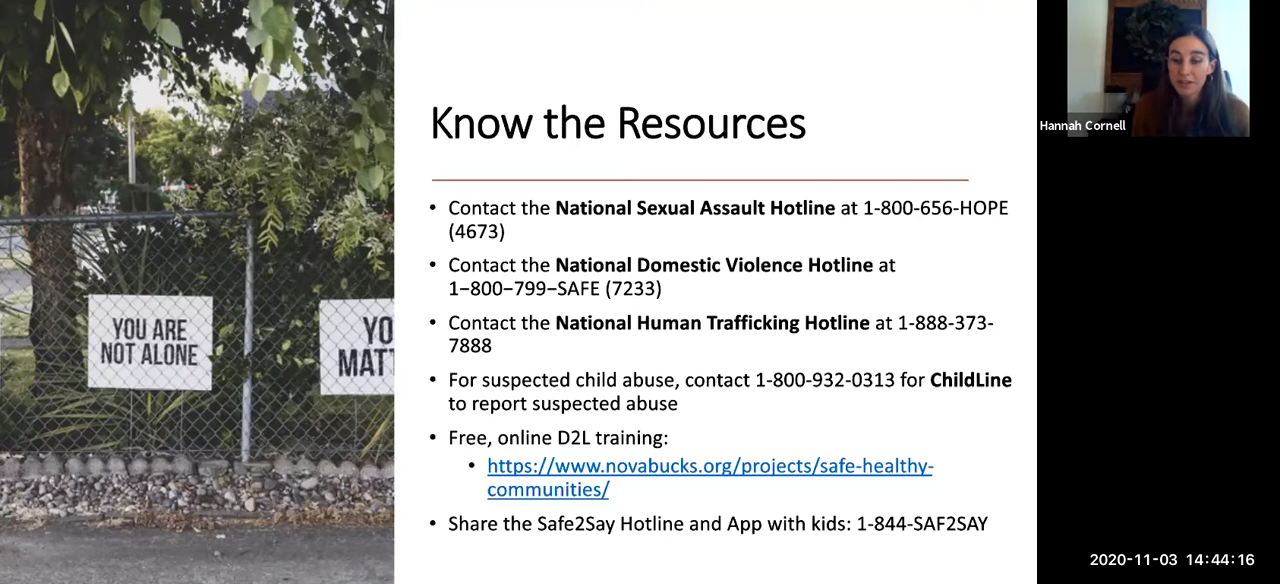 Know the Resources
• Contact the National Sexual Assault Hotline at 1-800-656-HOPE
(4673)
• Contact the National Domestic Violence Hotline at
1−800−799−SAFE (7233)
• Contact the National Human Trafficking Hotline at 1-888-373-
7888
• For suspected child abuse, contact 1-800-932-0313 for ChildLine
to report suspected abuse
• Free, online D2L training:
• https://www.novabucks.org/projects/safe-healthy-
communities/
• Share the Safe2Say Hotline and App with kids: 1-844-SAF2SAY
YOU ARE
NOT ALONE
YO
MATT
Hannah Cornell
2020-11-03 14:44:16